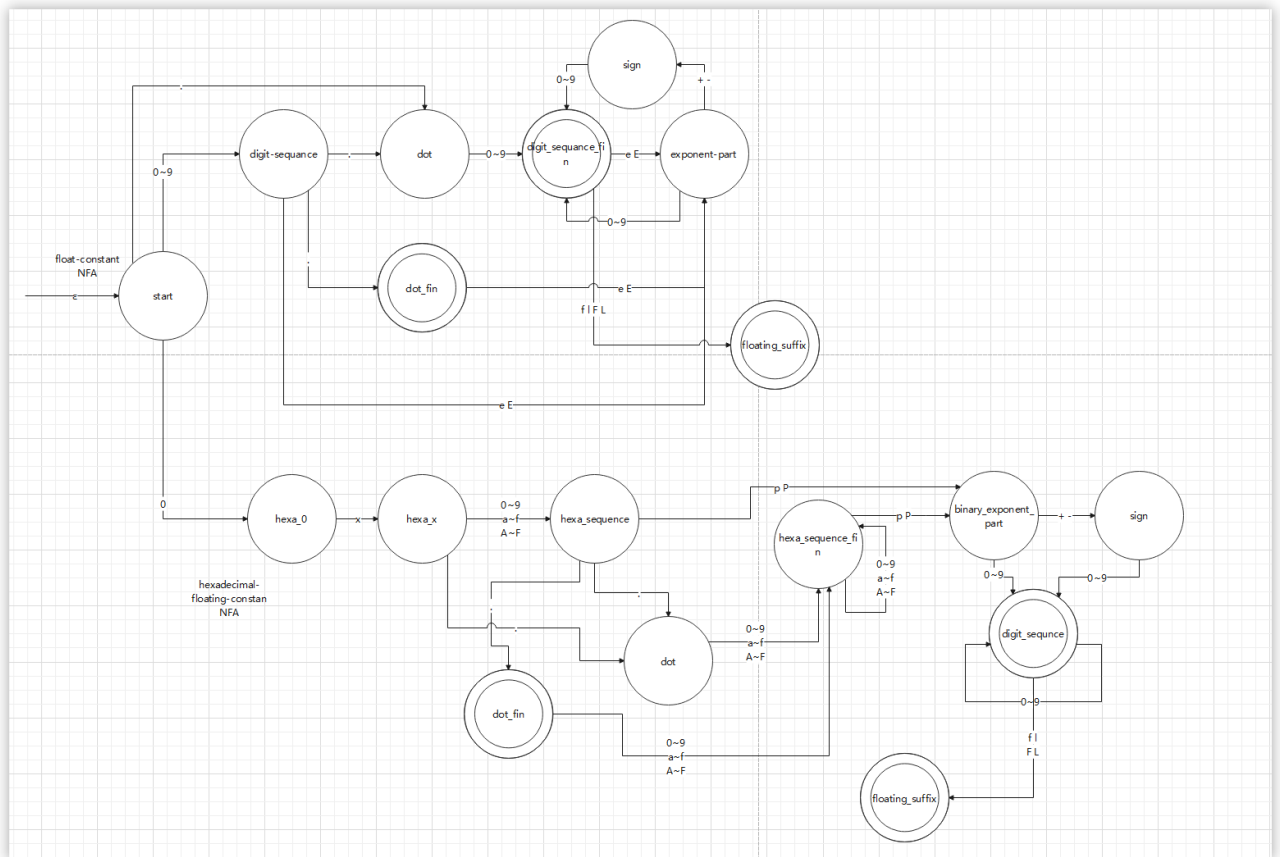 sign
0~9
+ -
.
digit-sequance
.
dot
0~9
digit_sequance_fi
n
e E
exponent-part
0~9
0~9
float-constant
NFA
ε
start
.
dot_fin
e E
f l F L
floating_suffix
e E
0
hexa_0
x
hexa_x
0~9
a~f
A~F
hexa_sequence
p P
hexa_sequence_fi
n
p P
binary_exponent_
part
+ -
sign
0~9
a~f
A~F
0~9
0~9
hexadecimal-
floating-constan
NFA
.
.
.
dot
0~9
a~f
A~F
digit_sequnce
0~9
dot_fin
0~9
a~f
A~F
f l
F L
floating_suffix